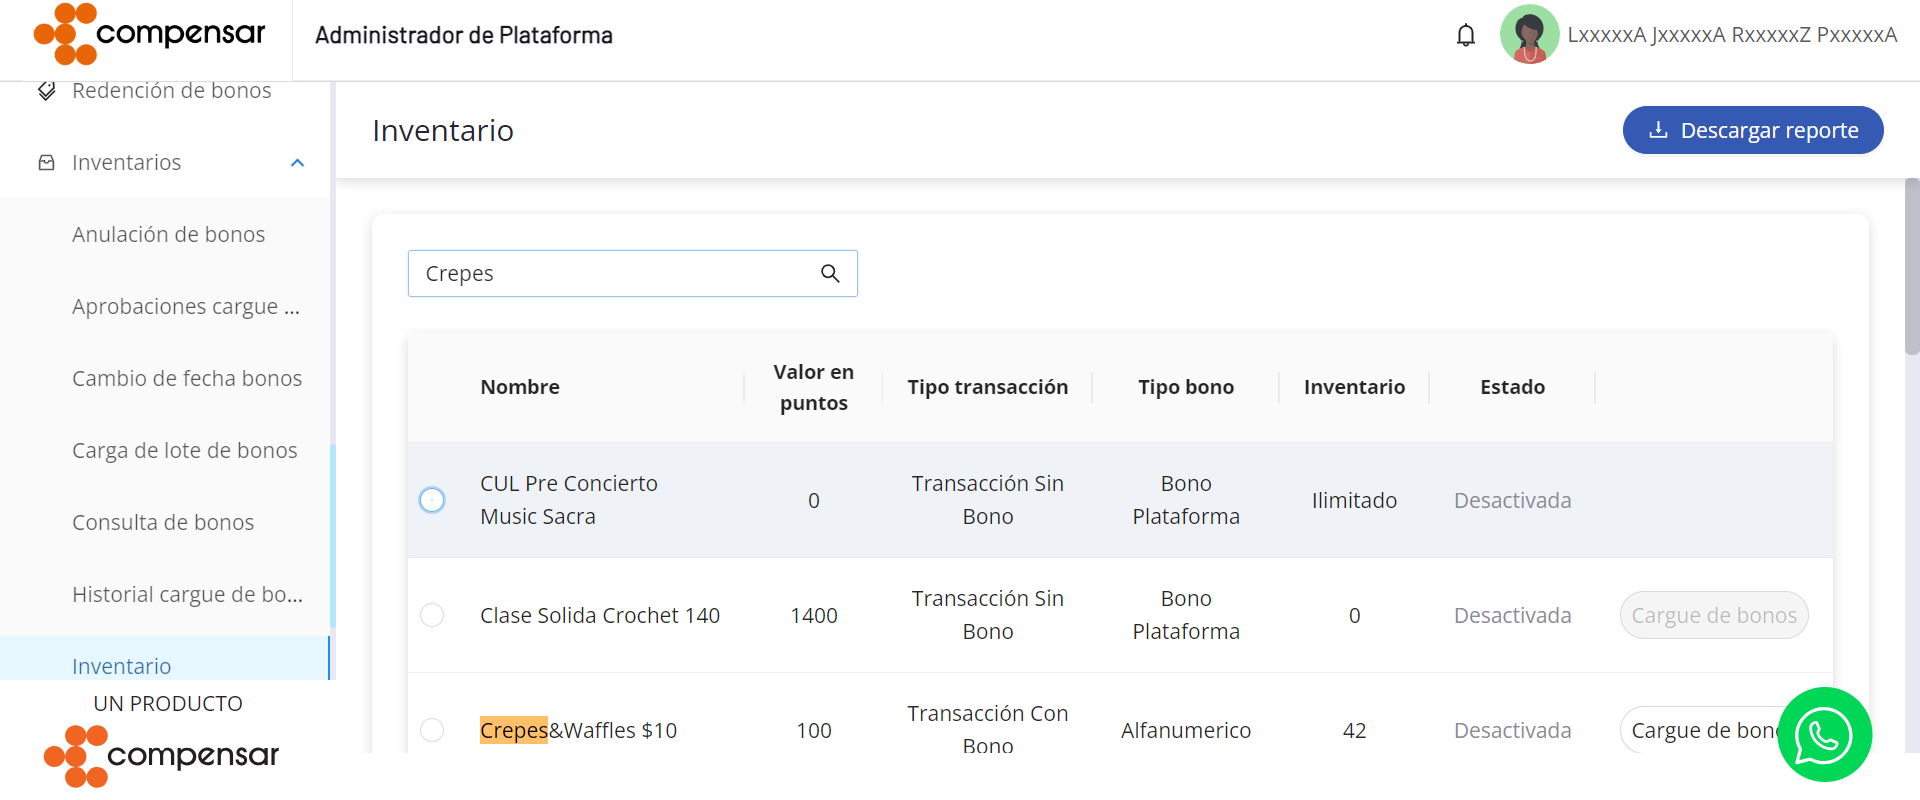 compensar
Administrador de Plataforma
LxxxxxA JxxxxxA RxxxxxZ PxxxxxA
Redención de bonos
Inventarios
Anulación de bonos
Aprobaciones cargue ...
Cambio de fecha bonos
Carga de lote de bonos
Consulta de bonos
Historial cargue de bo...
Inventario
UN PRODUCTO
compensar
Inventario
Descargar reporte
Crepes
Nombre
Valor en
puntos
Tipo transacción
Tipo bono
Inventario
Estado
CUL Pre Concierto
Music Sacra
0
Transacción Sin
Bono
Bono
Plataforma
Ilimitado
Desactivada
Clase Solida Crochet 140
1400
Transacción Sin
Bono
Bono
Plataforma
0
Desactivada
Cargue de bonos
Crepes&Waffles $10
100
Transacción Con
Bono
Alfanumerico
42
Desactivada
Cargue de bon